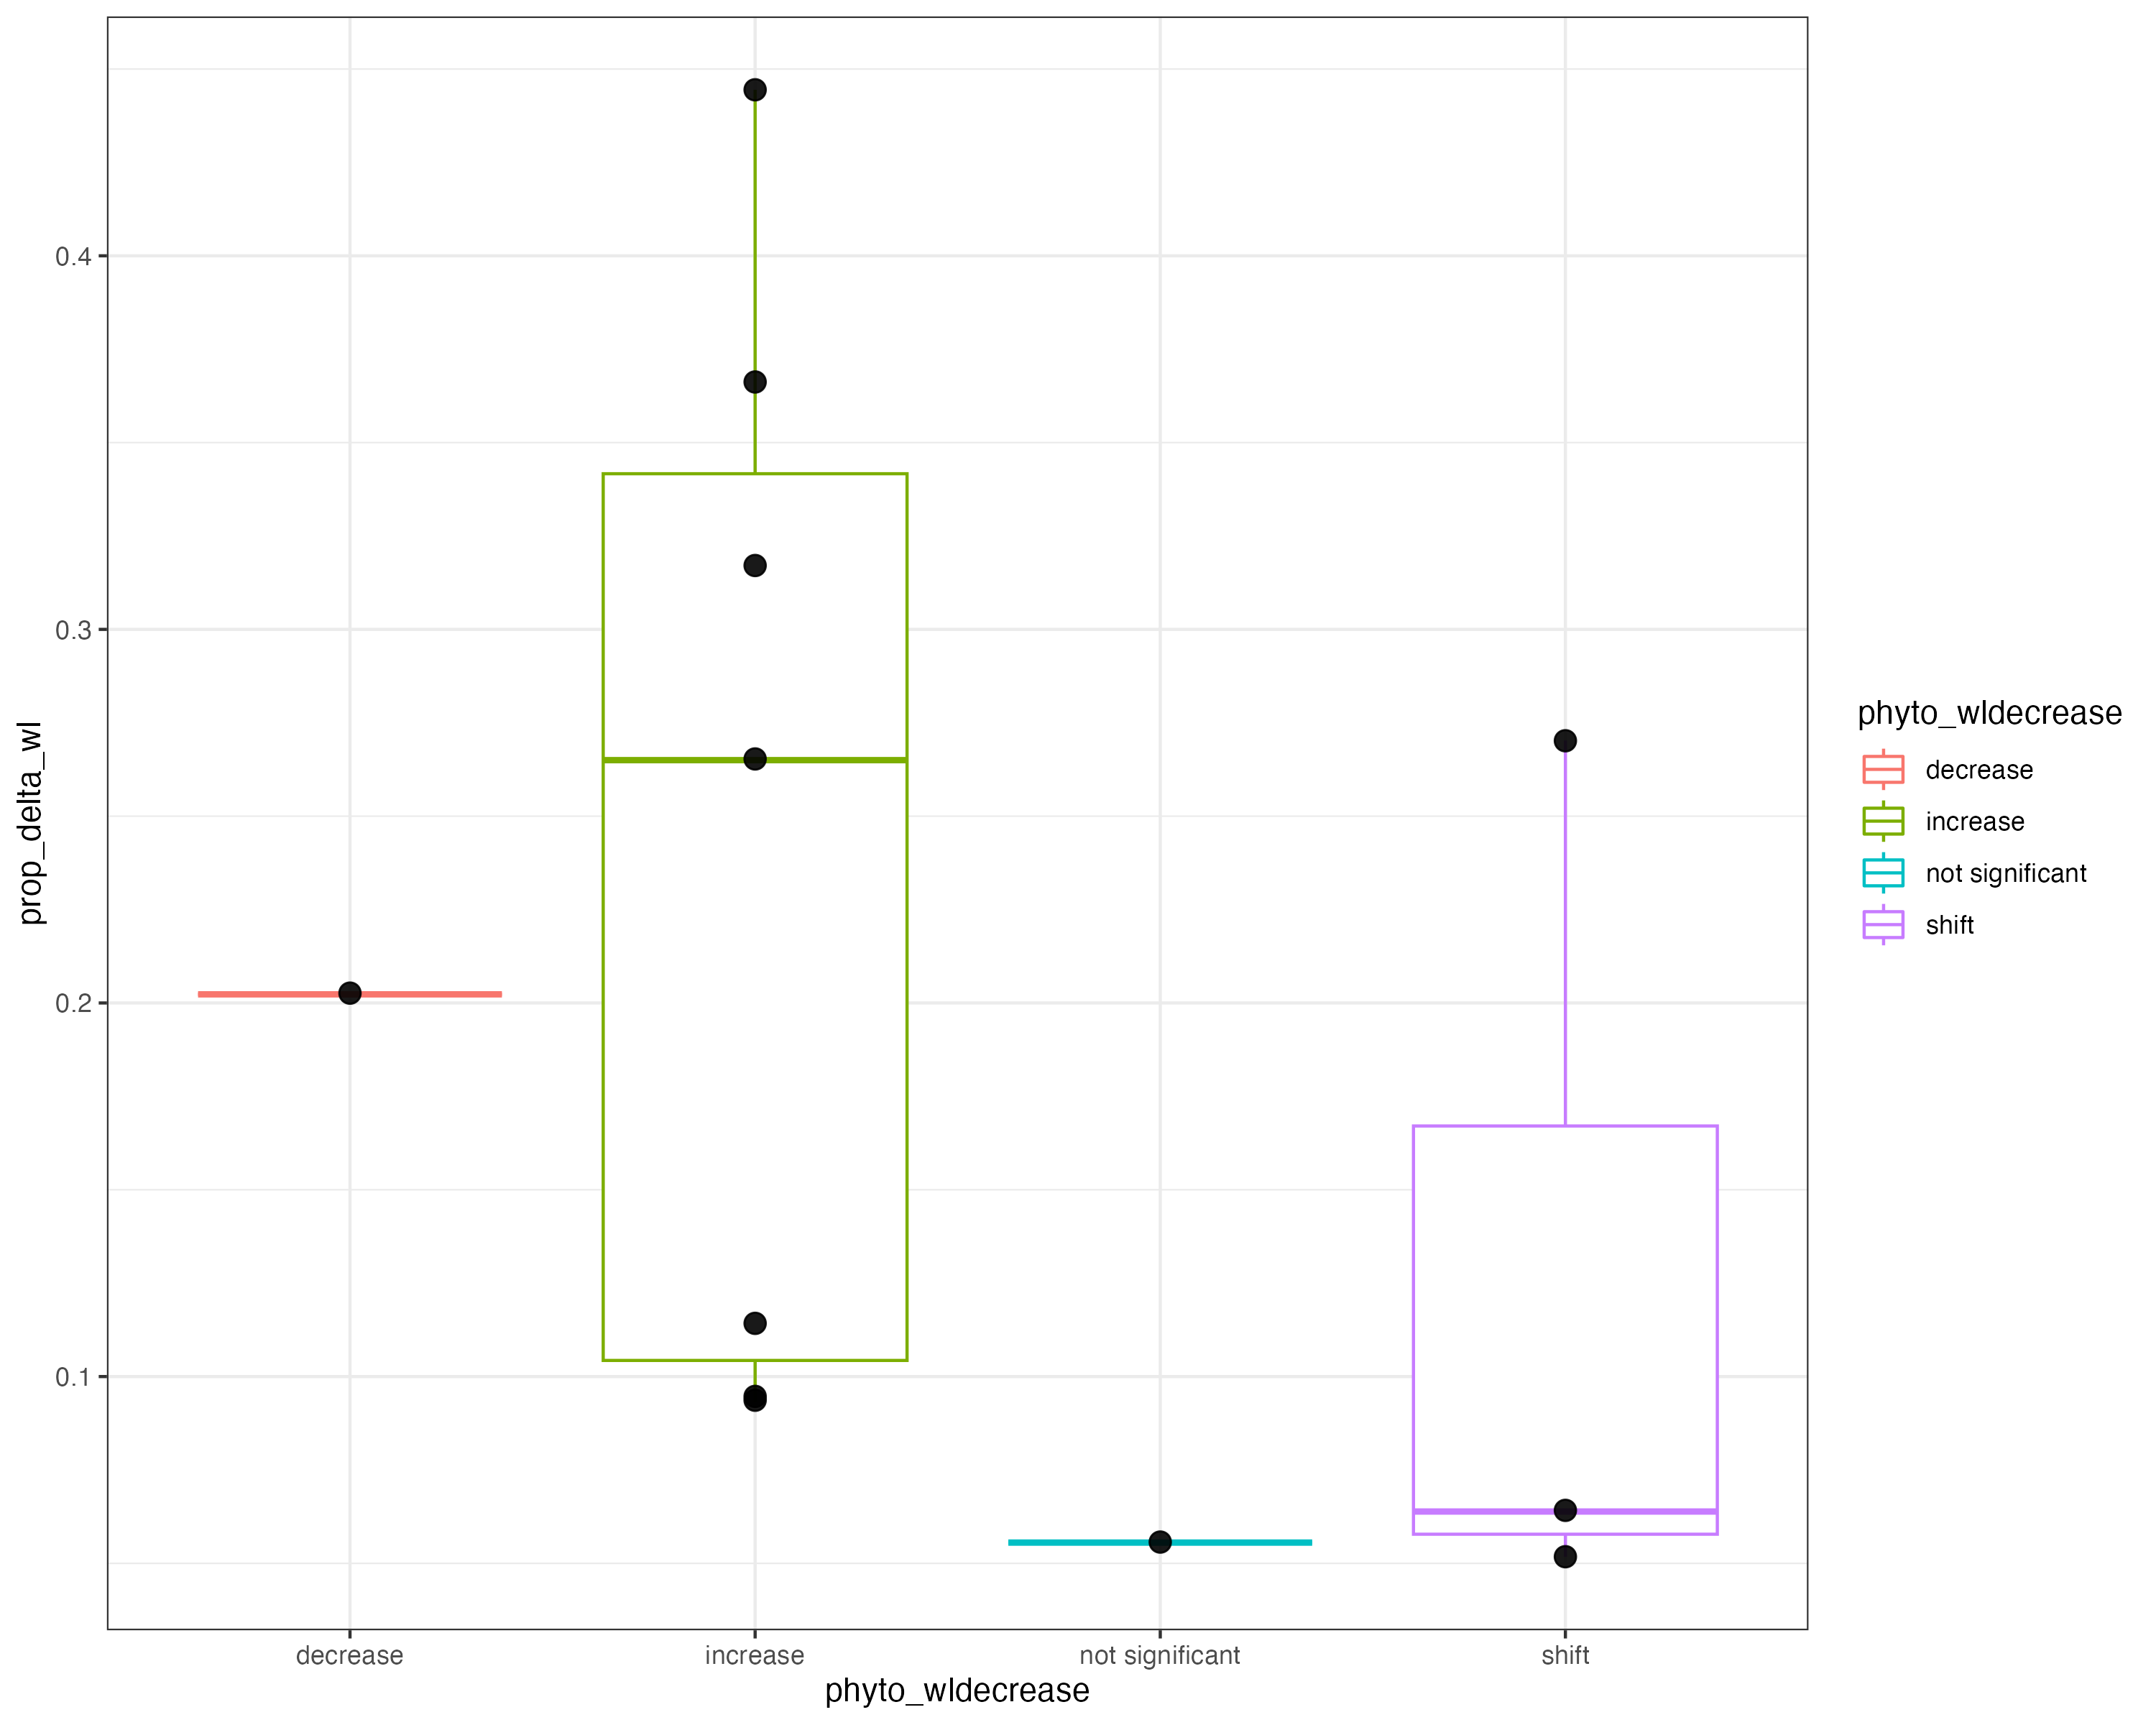 prop_delta_wl
0.4
0.3
0.2
0.1
decrease
increase
not significant
shift
phyto_wldecrease
phyto_wldecrease
decrease
increase
not significant
shift